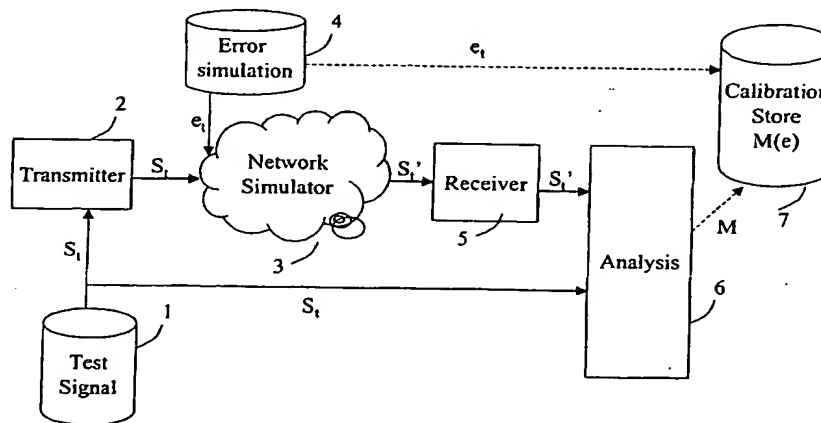 4
Error
simulation
e_t
Calibration
Store
M(e)
7
2
Transmitter
S_t
e_t
Network
Simulator
3
S_t'
Receiver
5
S_t'
M
Analysis
6
S_t
S_t
1
Test
Signal